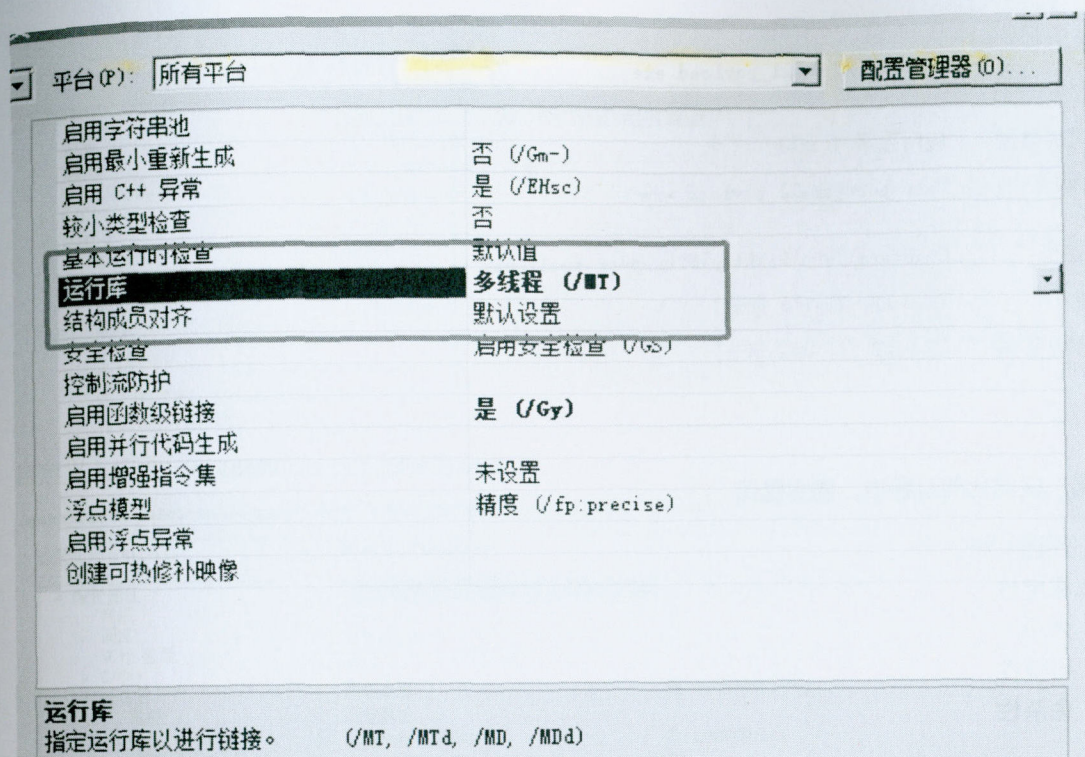 平台(P): 所有平台 配置管理器(O)...
启用字符串池
启用最小重新生成 否 (/Gm-)
启用 C++ 异常 是 (/EHsc)
较小类型检查 否
基本运行时检查 默认值
运行库 多线程 (/MT)
结构成员对齐 默认设置
安全检查 启用安全检查 (/GS)
控制流防护
启用函数级链接 是 (/Gy)
启用并行代码生成
启用增强指令集 未设置
浮点模型 精度 (/fp:precise)
启用浮点异常
创建可热修补映像
运行库
指定运行库以进行链接。 (/MT, /MTd, /MD, /MDd)